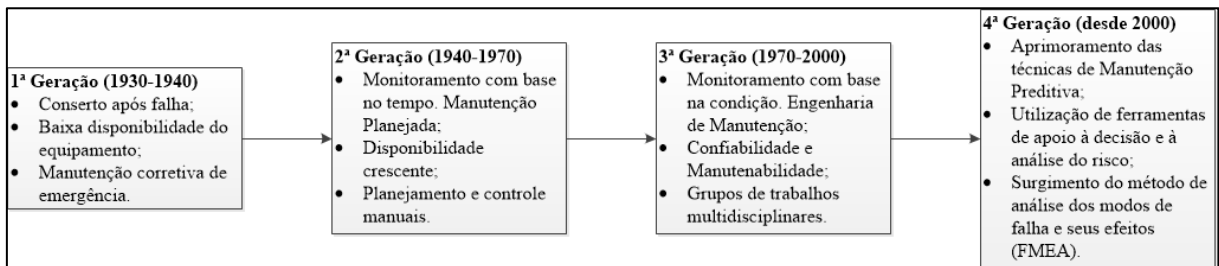 1ª Geração (1930-1940)
• Conserto após falha;
• Baixa disponibilidade do
equipamento;
• Manutenção corretiva de
emergência.
2ª Geração (1940-1970)
• Monitoramento com base
no tempo. Manutenção
Planejada;
• Disponibilidade
crescente;
• Planejamento e controle
manuais.
3ª Geração (1970-2000)
• Monitoramento com base
na condição. Engenharia
de Manutenção;
• Confiabilidade e
Manutenabilidade;
• Grupos de trabalhos
multidisciplinares.
4ª Geração (desde 2000)
• Aprimoramento das
técnicas de Manutenção
Preditiva;
• Utilização de ferramentas
de apoio à decisão e à
análise do risco;
• Surgimento do método de
análise dos modos de
falha e seus efeitos
(FMEA).